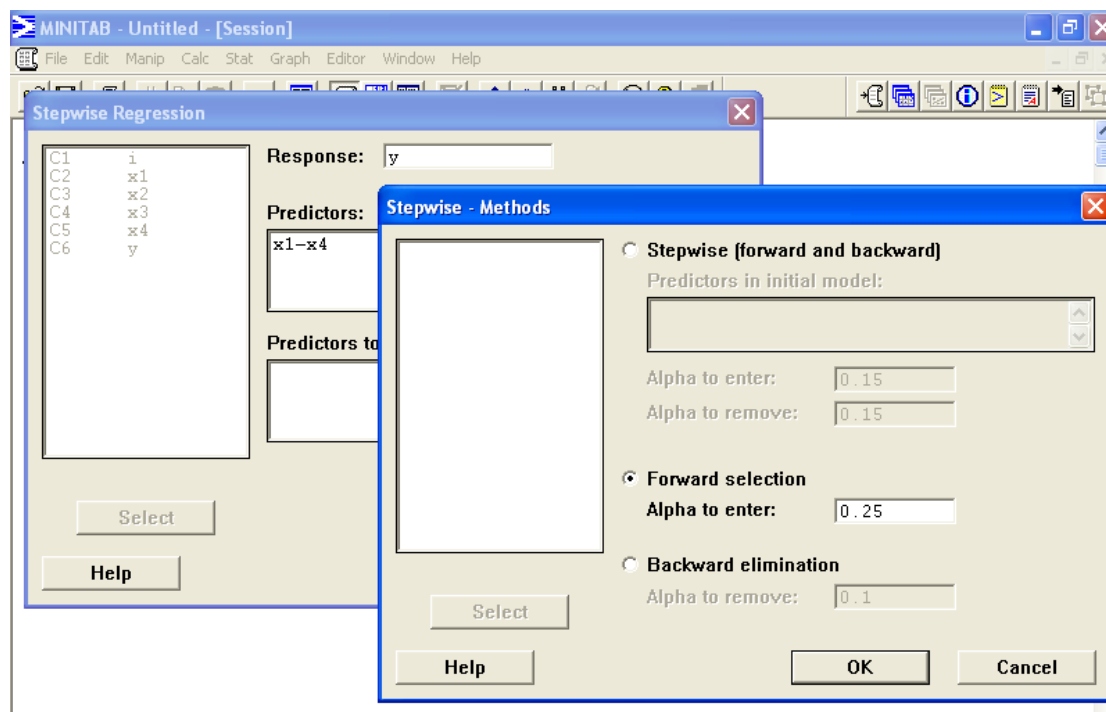 MINITAB - Untitled - [Session]
File Edit Manip Calc Stat Graph Editor Window Help
Stepwise Regression
C1 i
C2 x1
C3 x2
C4 x3
C5 x4
C6 y
Response: y
Predictors:
x1-x4
Predictors to
Select
Help
Stepwise - Methods
Stepwise (forward and backward)
Predictors in initial model:
Alpha to enter: 0.15
Alpha to remove: 0.15
Forward selection
Alpha to enter: 0.25
Backward elimination
Alpha to remove: 0.1
Select
Help
OK
Cancel